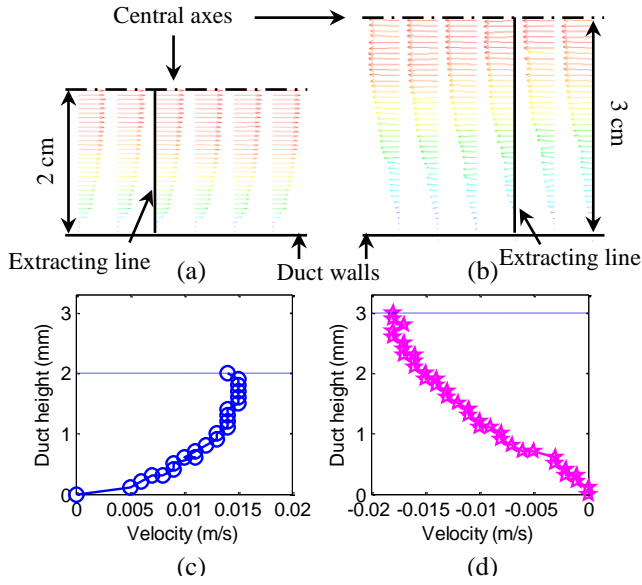 Central axes
2 cm
3 cm
Extracting line
(a)
Duct walls
(b)
Extracting line
3
2
1
0
Duct height (mm)
0
0.005
0.01
0.015
0.02
Velocity (m/s)
(c)
3
2
1
0
Duct height (mm)
-0.02
-0.015
-0.01
-0.005
0
Velocity (m/s)
(d)